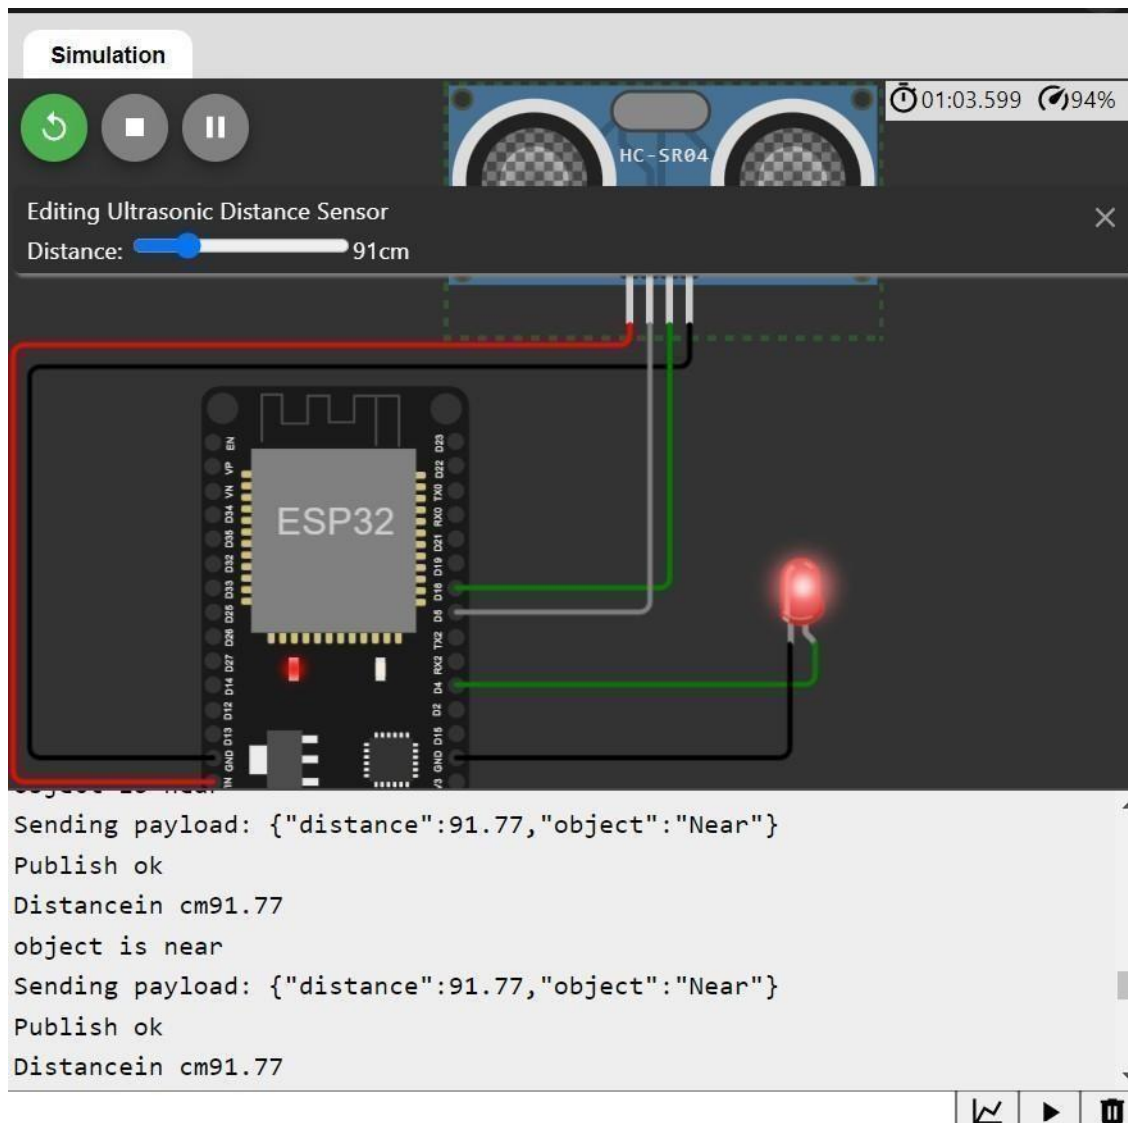 Simulation
01:03.599 94%
HC-SR04
Editing Ultrasonic Distance Sensor
Distance: 91cm
ESP32
EN
VP
VN
D34
D35
D32
D33
D25
D26
D27
D14
D12
D13
GND
D23
D22
TX0
RX0
D21
D19
D18
D5
TX2
RX2
D4
D2
D15
GND
object is near
Sending payload: {"distance":91.77,"object":"Near"}
Publish ok
Distancein cm91.77
object is near
Sending payload: {"distance":91.77,"object":"Near"}
Publish ok
Distancein cm91.77